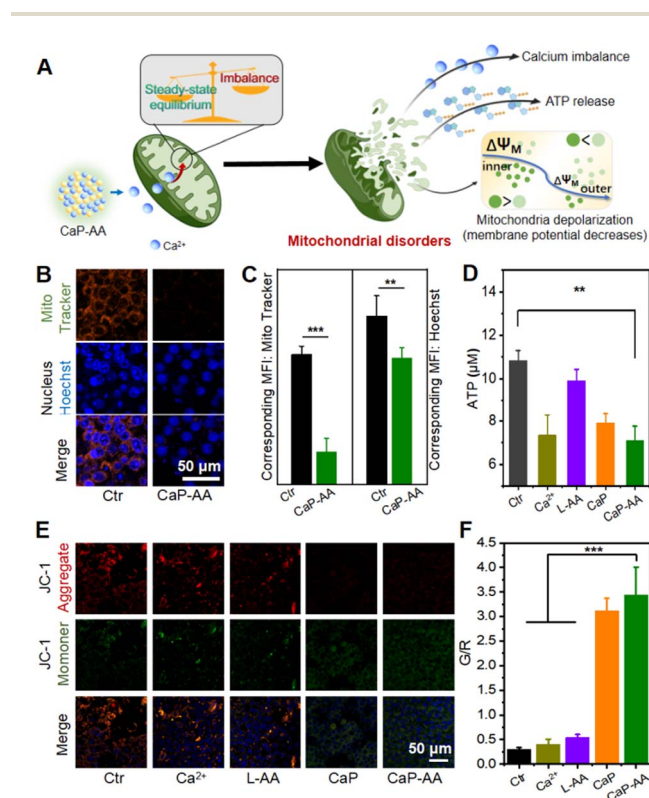 A
Steady-state
equilibrium
Imbalance
CaP-AA
Ca²⁺
Mitochondrial disorders
Calcium imbalance
ATP release
ΔΨM
inner
<
ΔΨM
outer
>
Mitochondria depolarization
(membrane potential decreases)
B
Mito
Tracker
Nucleus
Hoechst
Merge
50 μm
Ctr
CaP-AA
C
Corresponding MFI: Mito Tracker
***
**
Corresponding MFI: Hoechst
Ctr
CaP-AA
Ctr
CaP-AA
D
ATP (μM)
14
13
11
10
8
7
6
**
Ctr
Ca²⁺
L-AA
CaP
CaP-AA
E
JC-1
Aggregate
JC-1
Momoner
Merge
50 μm
Ctr
Ca²⁺
L-AA
CaP
CaP-AA
F
G/R
4.5
4.0
3.5
3.0
2.5
2.0
1.5
1.0
0.5
0.0
***
Ctr
Ca²⁺
L-AA
CaP
CaP-AA